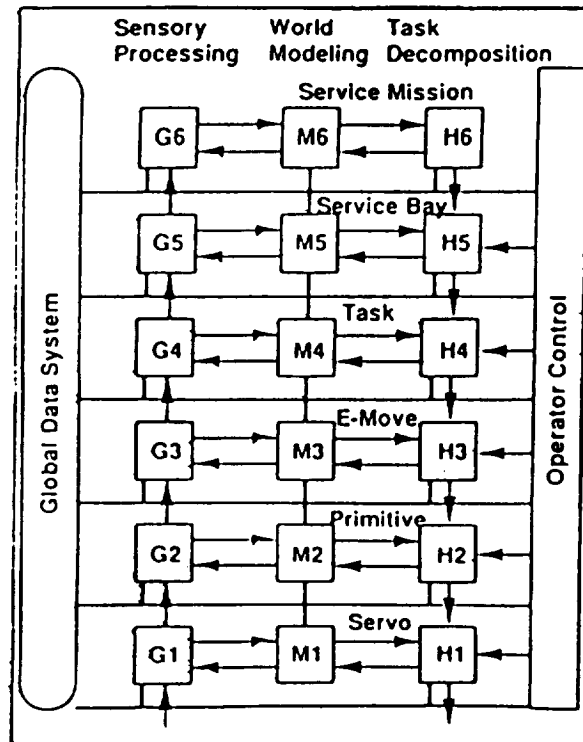 Sensory World Task
Processing Modeling Decomposition
Service Mission
G6 M6 H6
Service Bay
G5 M5 H5
Task
G4 M4 H4
E-Move
G3 M3 H3
Primitive
G2 M2 H2
Servo
G1 M1 H1
Global Data System
Operator Control